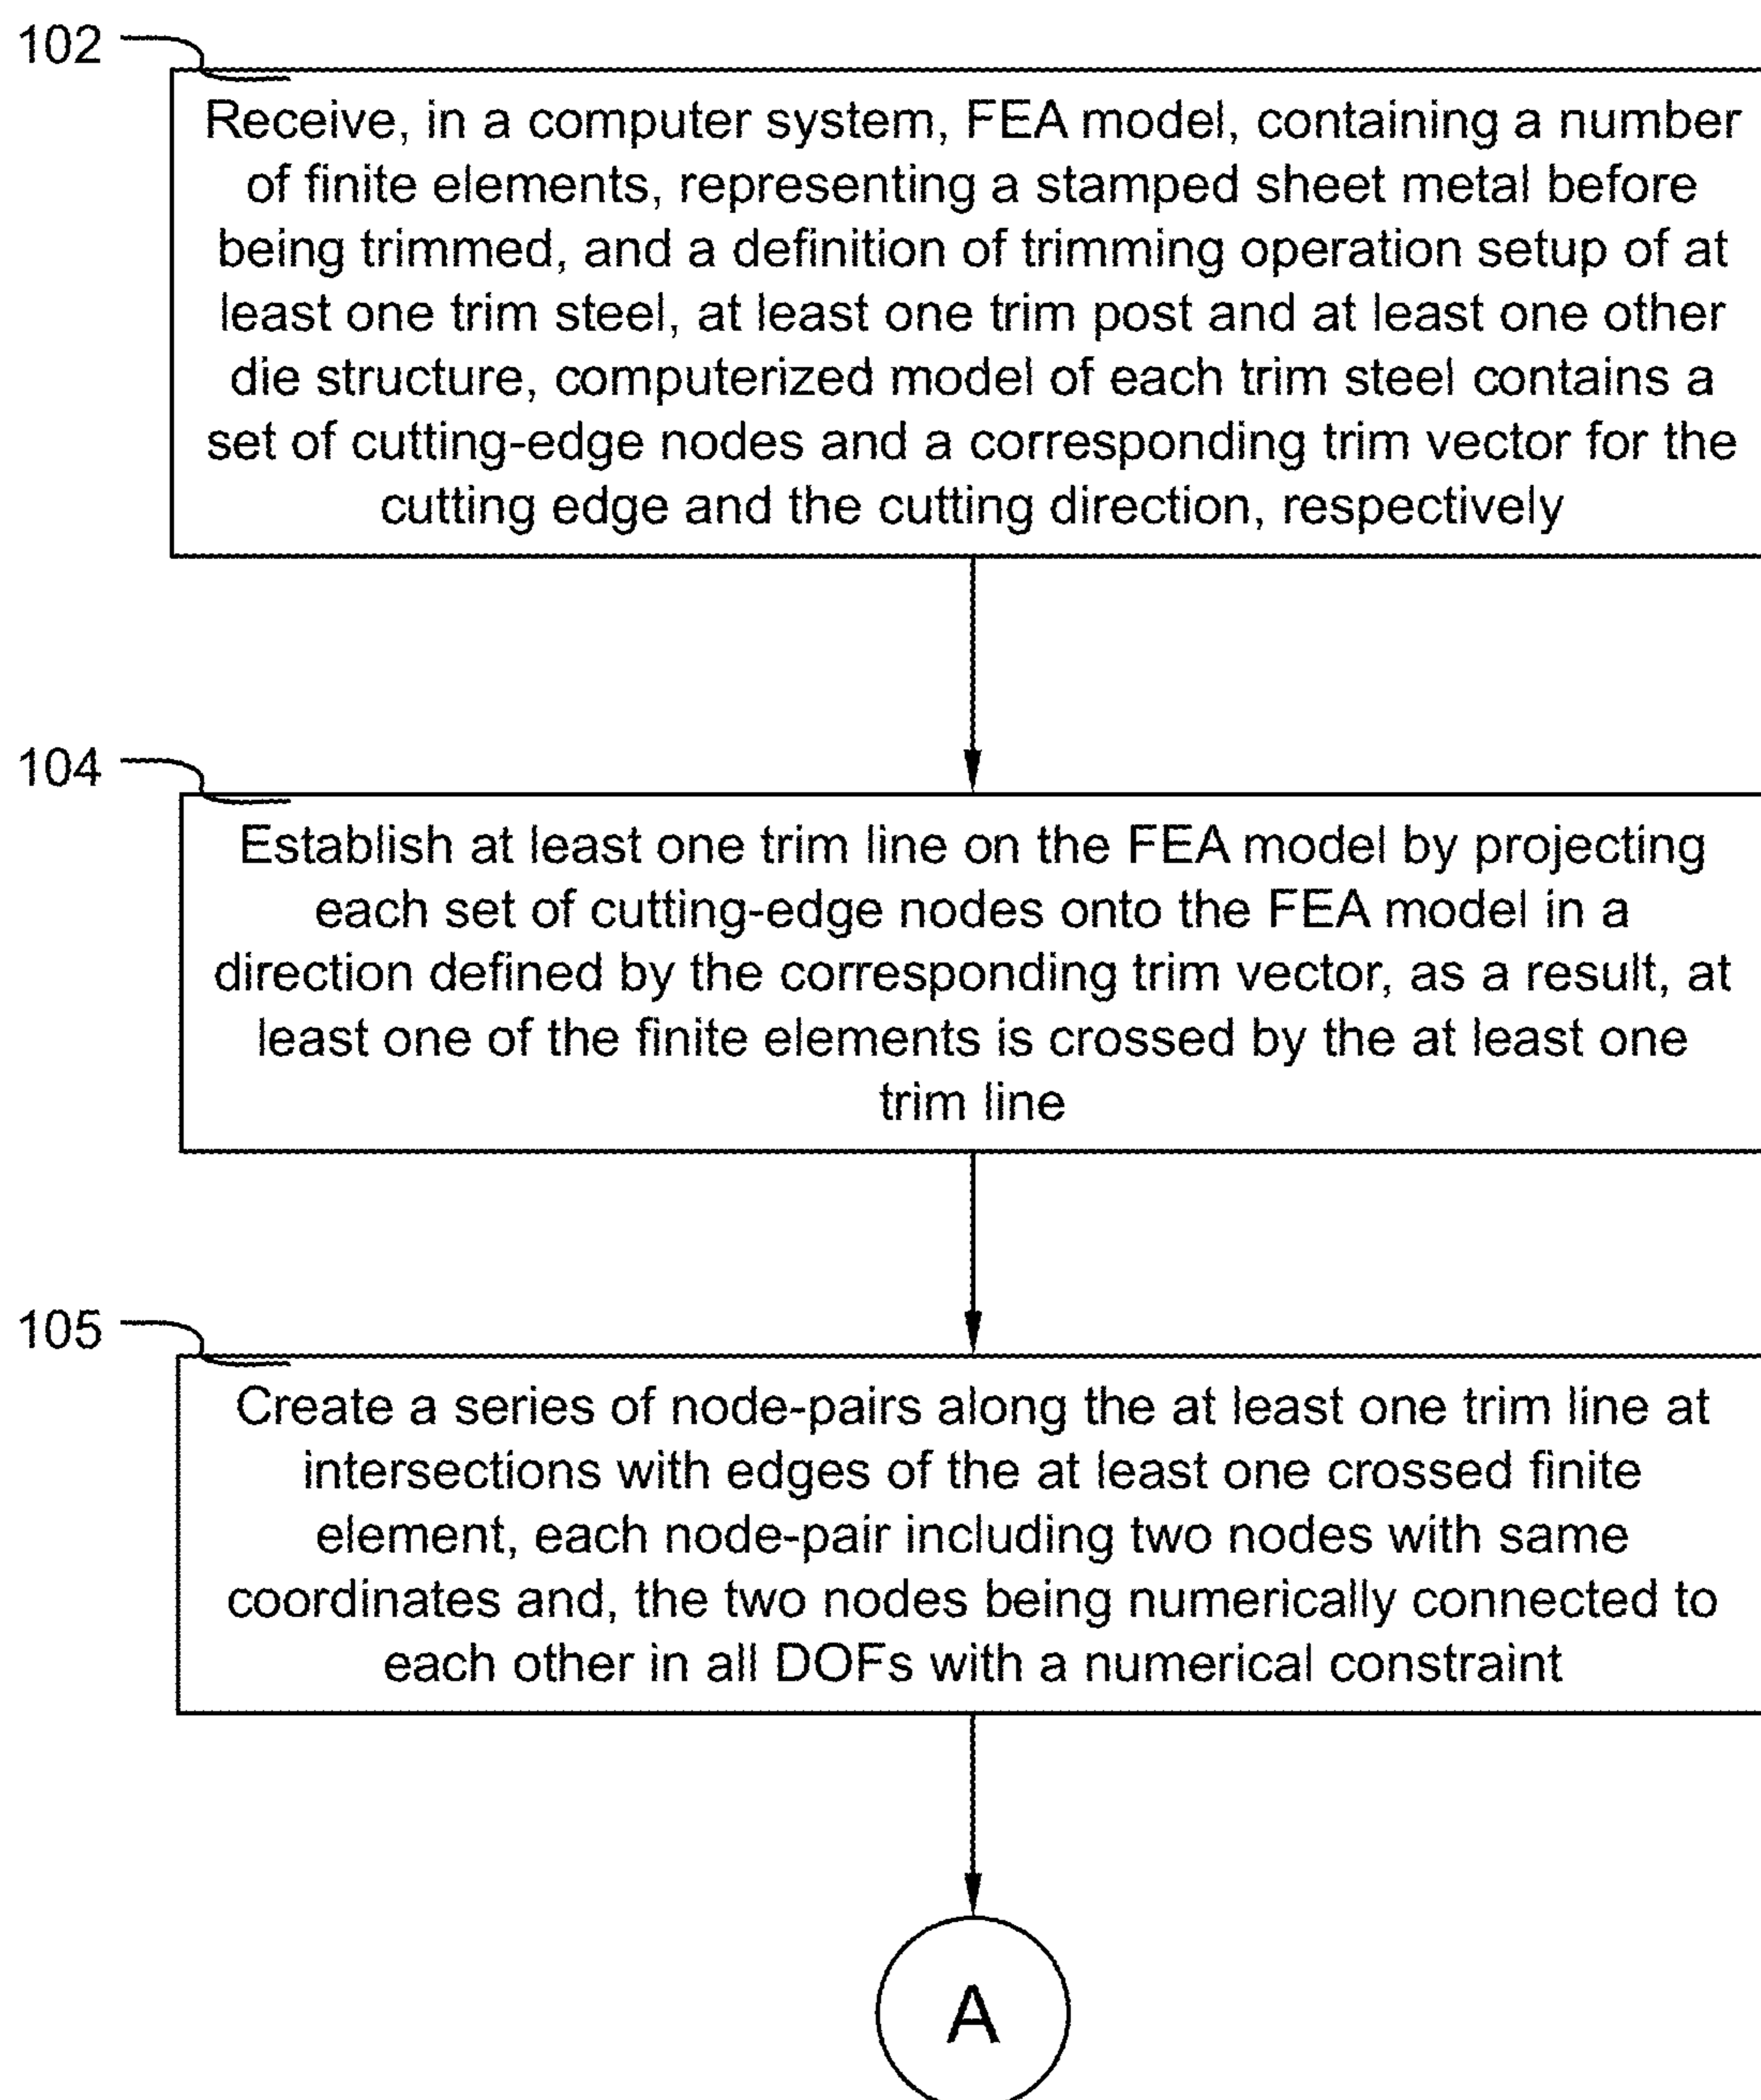 102
Receive, in a computer system, FEA model, containing a number
of finite elements, representing a stamped sheet metal before
being trimmed, and a definition of trimming operation setup of at
least one trim steel, at least one trim post and at least one other
die structure, computerized model of each trim steel contains a
set of cutting-edge nodes and a corresponding trim vector for the
cutting edge and the cutting direction, respectively
104
Establish at least one trim line on the FEA model by projecting
each set of cutting-edge nodes onto the FEA model in a
direction defined by the corresponding trim vector, as a result, at
least one of the finite elements is crossed by the at least one
trim line
105
Create a series of node-pairs along the at least one trim line at
intersections with edges of the at least one crossed finite
element, each node-pair including two nodes with same
coordinates and, the two nodes being numerically connected to
each other in all DOFs with a numerical constraint
A